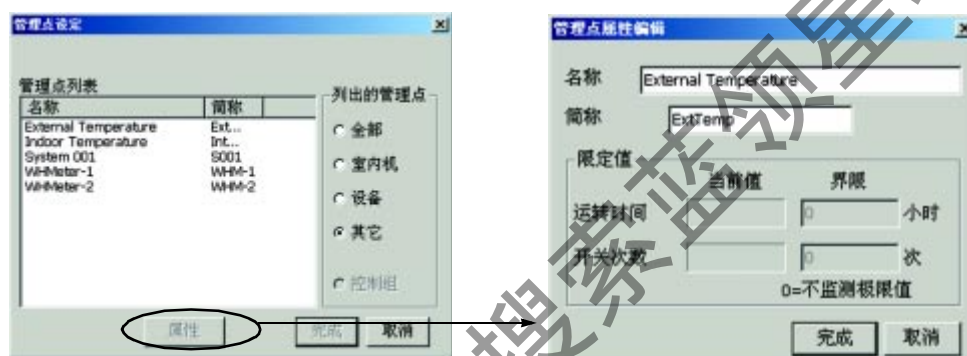 管理点设定
管理点列表
名称 简称
External Temperature Ext...
Indoor Temperature Int...
System 001 S001
WHMeter-1 WHM-1
WHMeter-2 WHM-2
列出的管理点
全部
室内机
设备
其它
控制组
属性 完成 取消
管理点属性编辑
名称 External Temperature
简称 ExtTemp
限定值
当前值 界限
运转时间 0 小时
开关次数 0 次
0=不监测极限值
完成 取消
搜索蓝领星